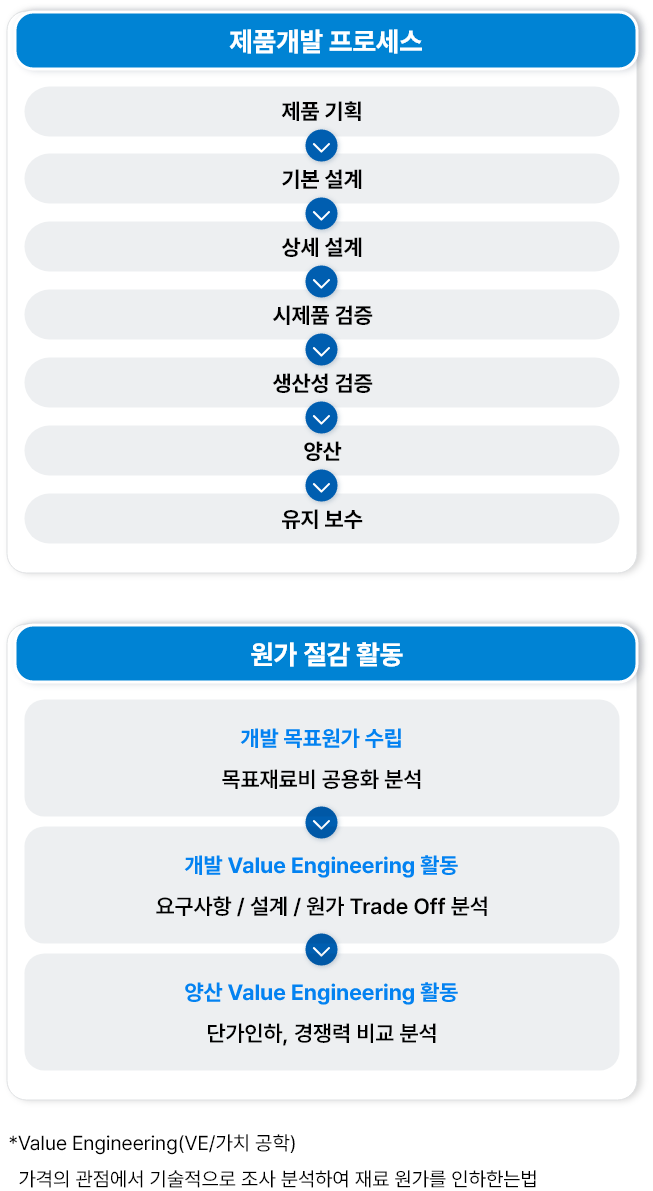 제품개발 프로세스
제품 기획
기본 설계
상세 설계
시제품 검증
생산성 검증
양산
유지 보수
원가 절감 활동
개발 목표원가 수립
목표재료비 공용화 분석
개발 Value Engineering 활동
요구사항 / 설계 / 원가 Trade Off 분석
양산 Value Engineering 활동
단가인하, 경쟁력 비교 분석
*Value Engineering(VE/가치 공학)
가격의 관점에서 기술적으로 조사 분석하여 재료 원가를 인하한는법